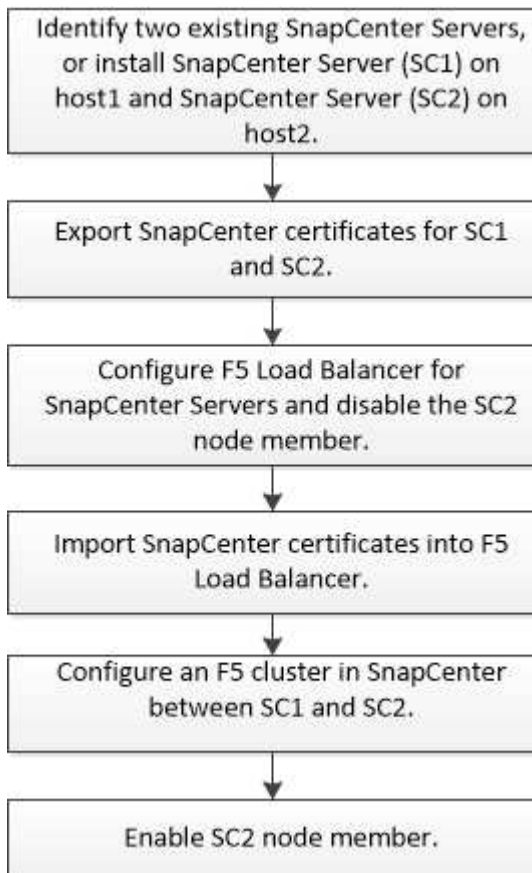 Identify two existing SnapCenter Servers,
or install SnapCenter Server (SC1) on
host1 and SnapCenter Server (SC2) on
host2.
Export SnapCenter certificates for SC1
and SC2.
Configure F5 Load Balancer for
SnapCenter Servers and disable the SC2
node member.
Import SnapCenter certificates into F5
Load Balancer.
Configure an F5 cluster in SnapCenter
between SC1 and SC2.
Enable SC2 node member.